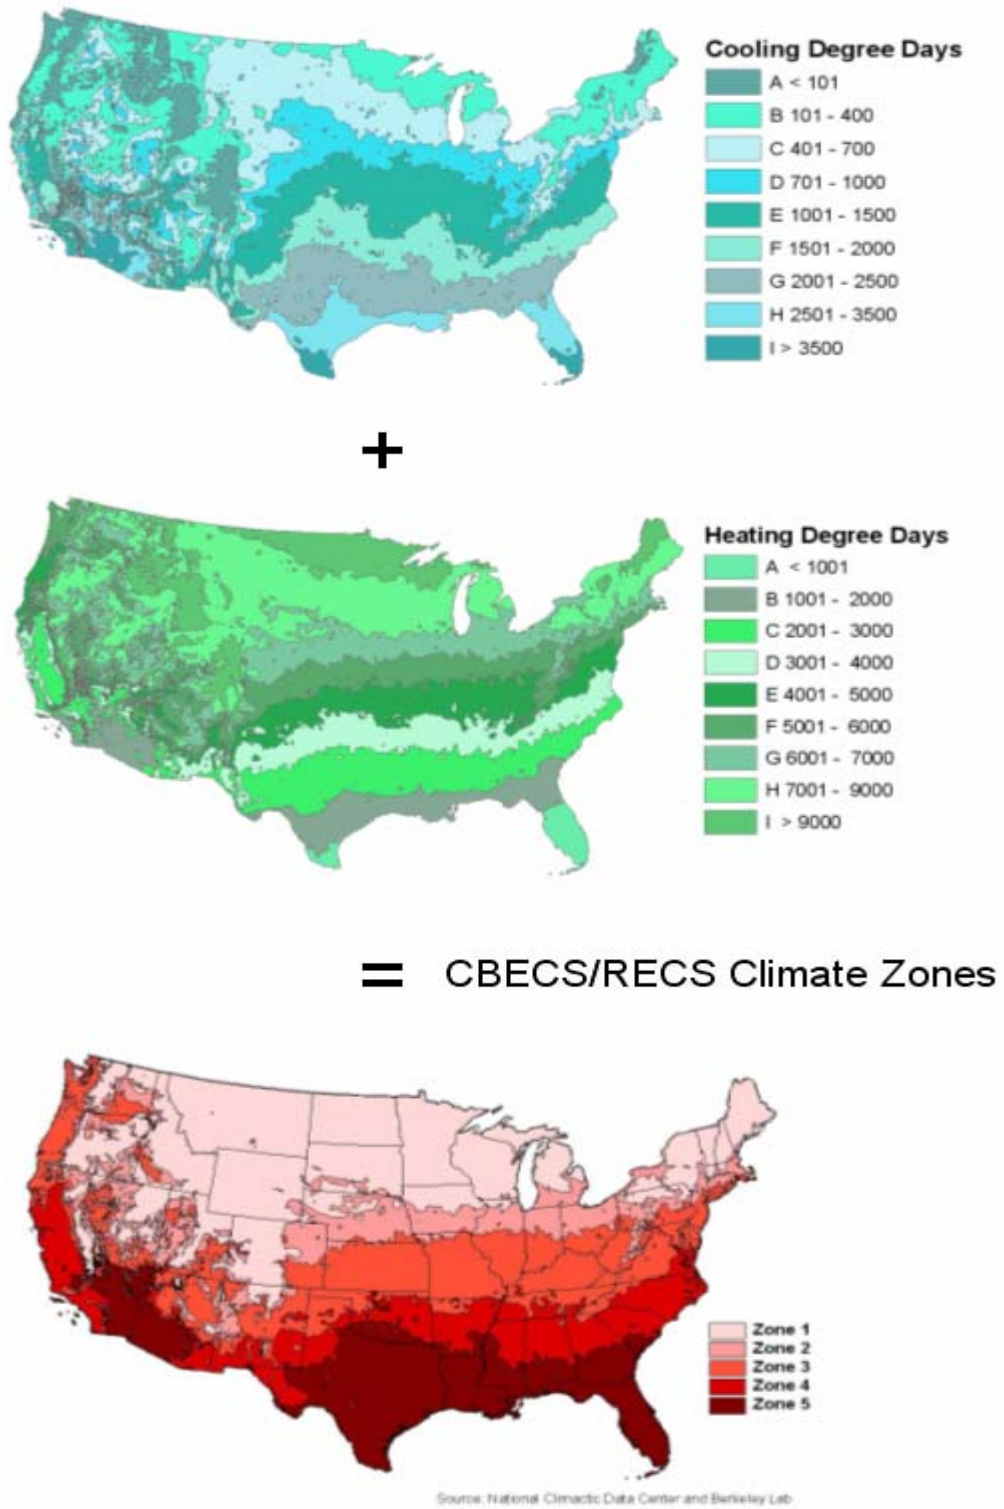 Cooling Degree Days
A < 101
B 101 - 400
C 401 - 700
D 701 - 1000
E 1001 - 1500
F 1501 - 2000
G 2001 - 2500
H 2501 - 3500
I > 3500
+
Heating Degree Days
A < 1001
B 1001 - 2000
C 2001 - 3000
D 3001 - 4000
E 4001 - 5000
F 5001 - 6000
G 6001 - 7000
H 7001 - 9000
I > 9000
= CBECS/RECS Climate Zones
Zone 1
Zone 2
Zone 3
Zone 4
Zone 5
Source: National Climactic Data Center and Berkeley Lab